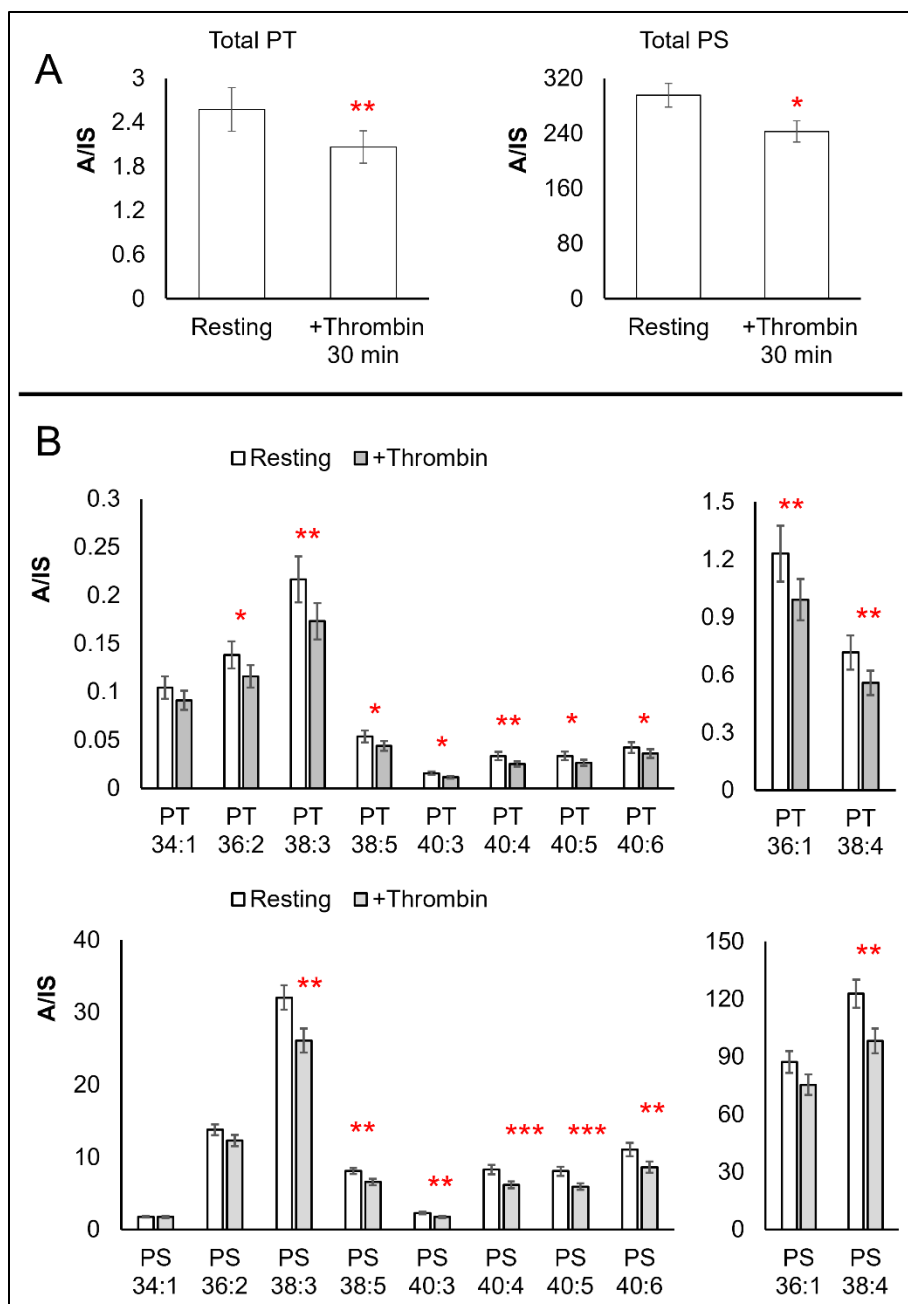 A
Total PT
A/IS
3
2.4
1.8
1.2
0.6
0
**
Resting
+Thrombin
30 min
Total PS
A/IS
320
240
160
80
0
*
Resting
+Thrombin
30 min
B
Resting +Thrombin
A/IS
0.3
0.25
0.2
0.15
0.1
0.05
0
* ** * * ** * *
PT PT PT PT PT PT PT PT
34:1 36:2 38:3 38:5 40:3 40:4 40:5 40:6
1.5
1.2
0.9
0.6
0.3
0
** **
PT PT
36:1 38:4
Resting +Thrombin
A/IS
40
30
20
10
0
** ** ** *** *** **
PS PS PS PS PS PS PS PS
34:1 36:2 38:3 38:5 40:3 40:4 40:5 40:6
150
120
90
60
30
0
**
PS PS
36:1 38:4